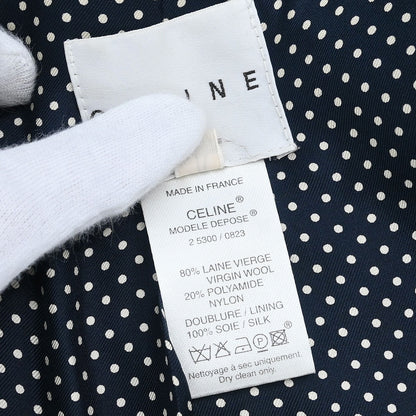 INE
MADE IN FRANCE
CELINE®
MODELE DEPOSE®
2 5300 / 0823
80% LAINE VIERGE
VIRGIN WOOL
20% POLYAMIDE
NYLON
DOUBLURE / LINING
100% SOIE / SILK
P
Nettoyage à sec uniquement.
Dry clean only.